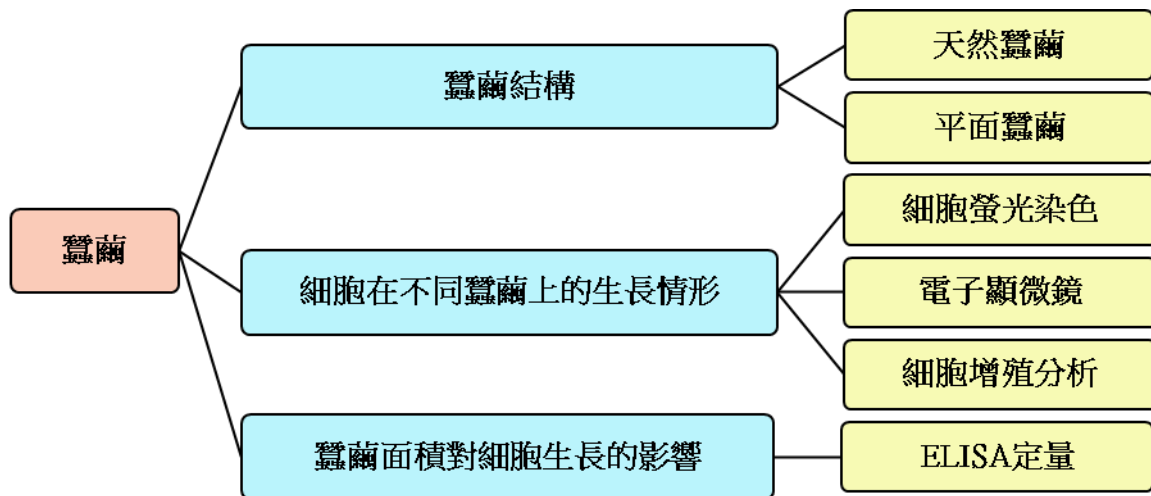 蠶繭
蠶繭結構
天然蠶繭
平面蠶繭
細胞在不同蠶繭上的生長情形
細胞螢光染色
電子顯微鏡
細胞增殖分析
蠶繭面積對細胞生長的影響
ELISA定量